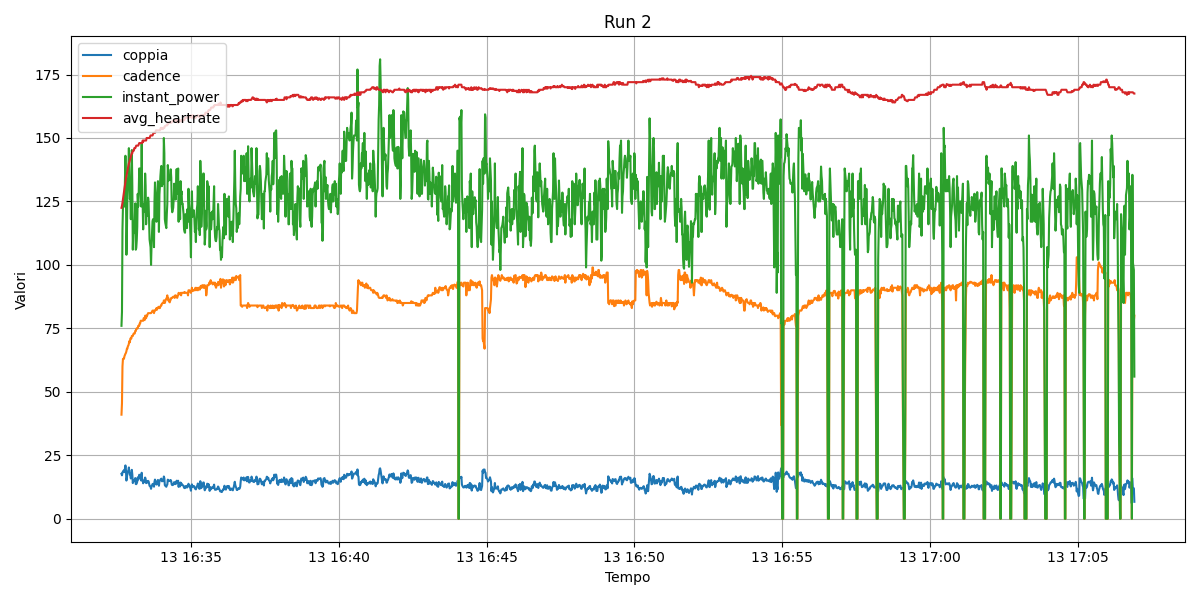 Run 2
coppia
cadence
instant_power
avg_heartrate
Valori
175
150
125
100
75
50
25
0
13 16:35
13 16:40
13 16:45
13 16:50
13 16:55
13 17:00
13 17:05
Tempo